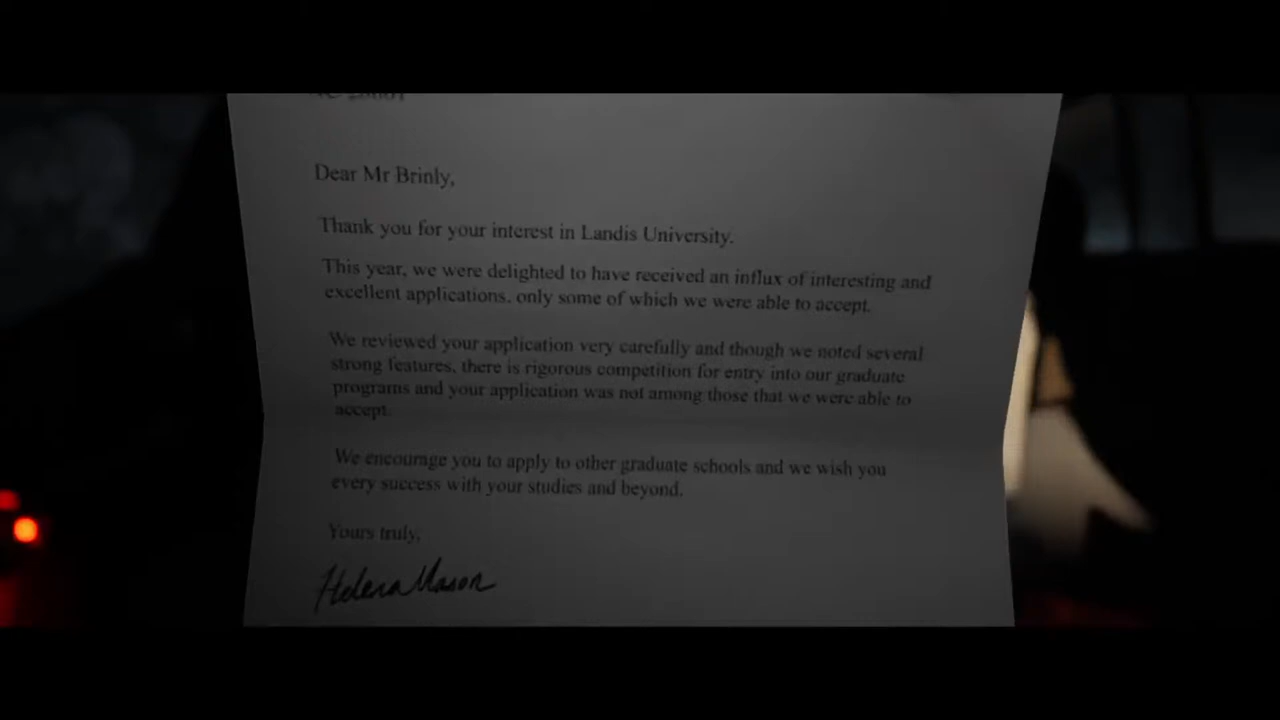 Dear Mr Brinly,
Thank you for your interest in Landis University.
This year, we were delighted to have received an influx of interesting and
excellent applications, only some of which we were able to accept.
We reviewed your application very carefully and though we noted several
strong features, there is rigorous competition for entry into our graduate
programs and your application was not among those that we were able to
accept.
We encourage you to apply to other graduate schools and we wish you
every success with your studies and beyond.
Yours truly,
Helena Mason